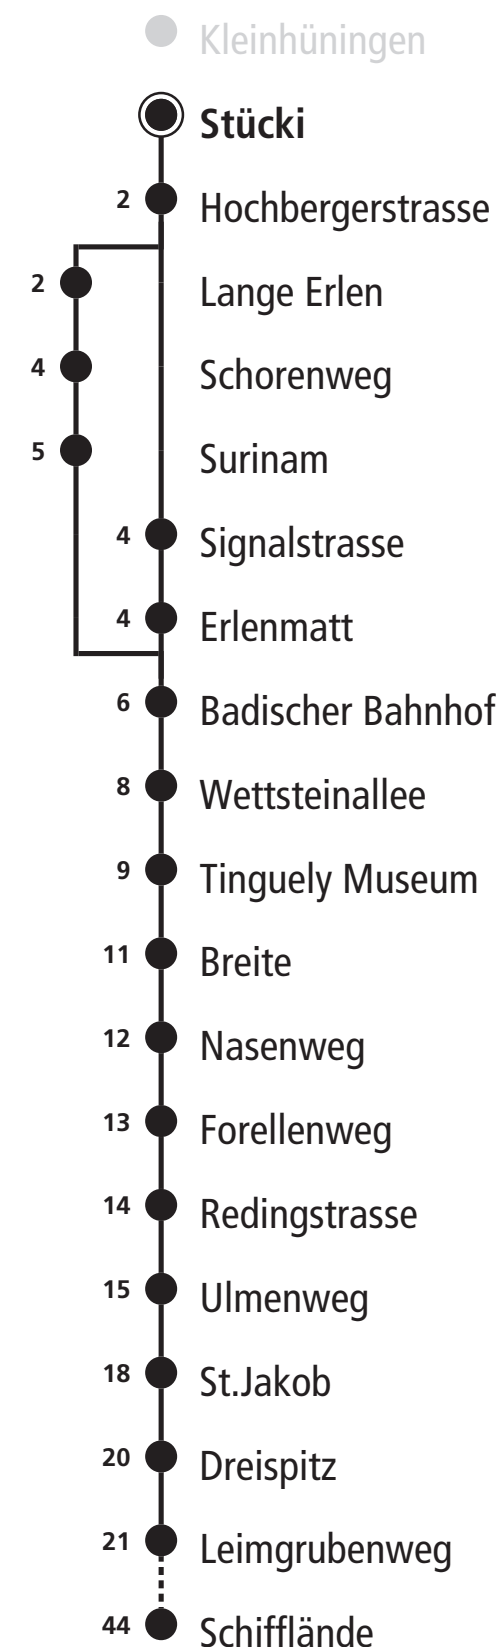 Kleinhüningen
Stücki
2 Hochbergerstrasse
2 Lange Erlen
4 Schorenweg
5 Surinam
4 Signalstrasse
4 Erlenmatt
6 Badischer Bahnhof
8 Wettsteinallee
9 Tinguely Museum
11 Breite
12 Nasenweg
13 Forellenweg
14 Redingstrasse
15 Ulmenweg
18 St.Jakob
20 Dreispitz
21 Leimgrubenweg
44 Schifflände